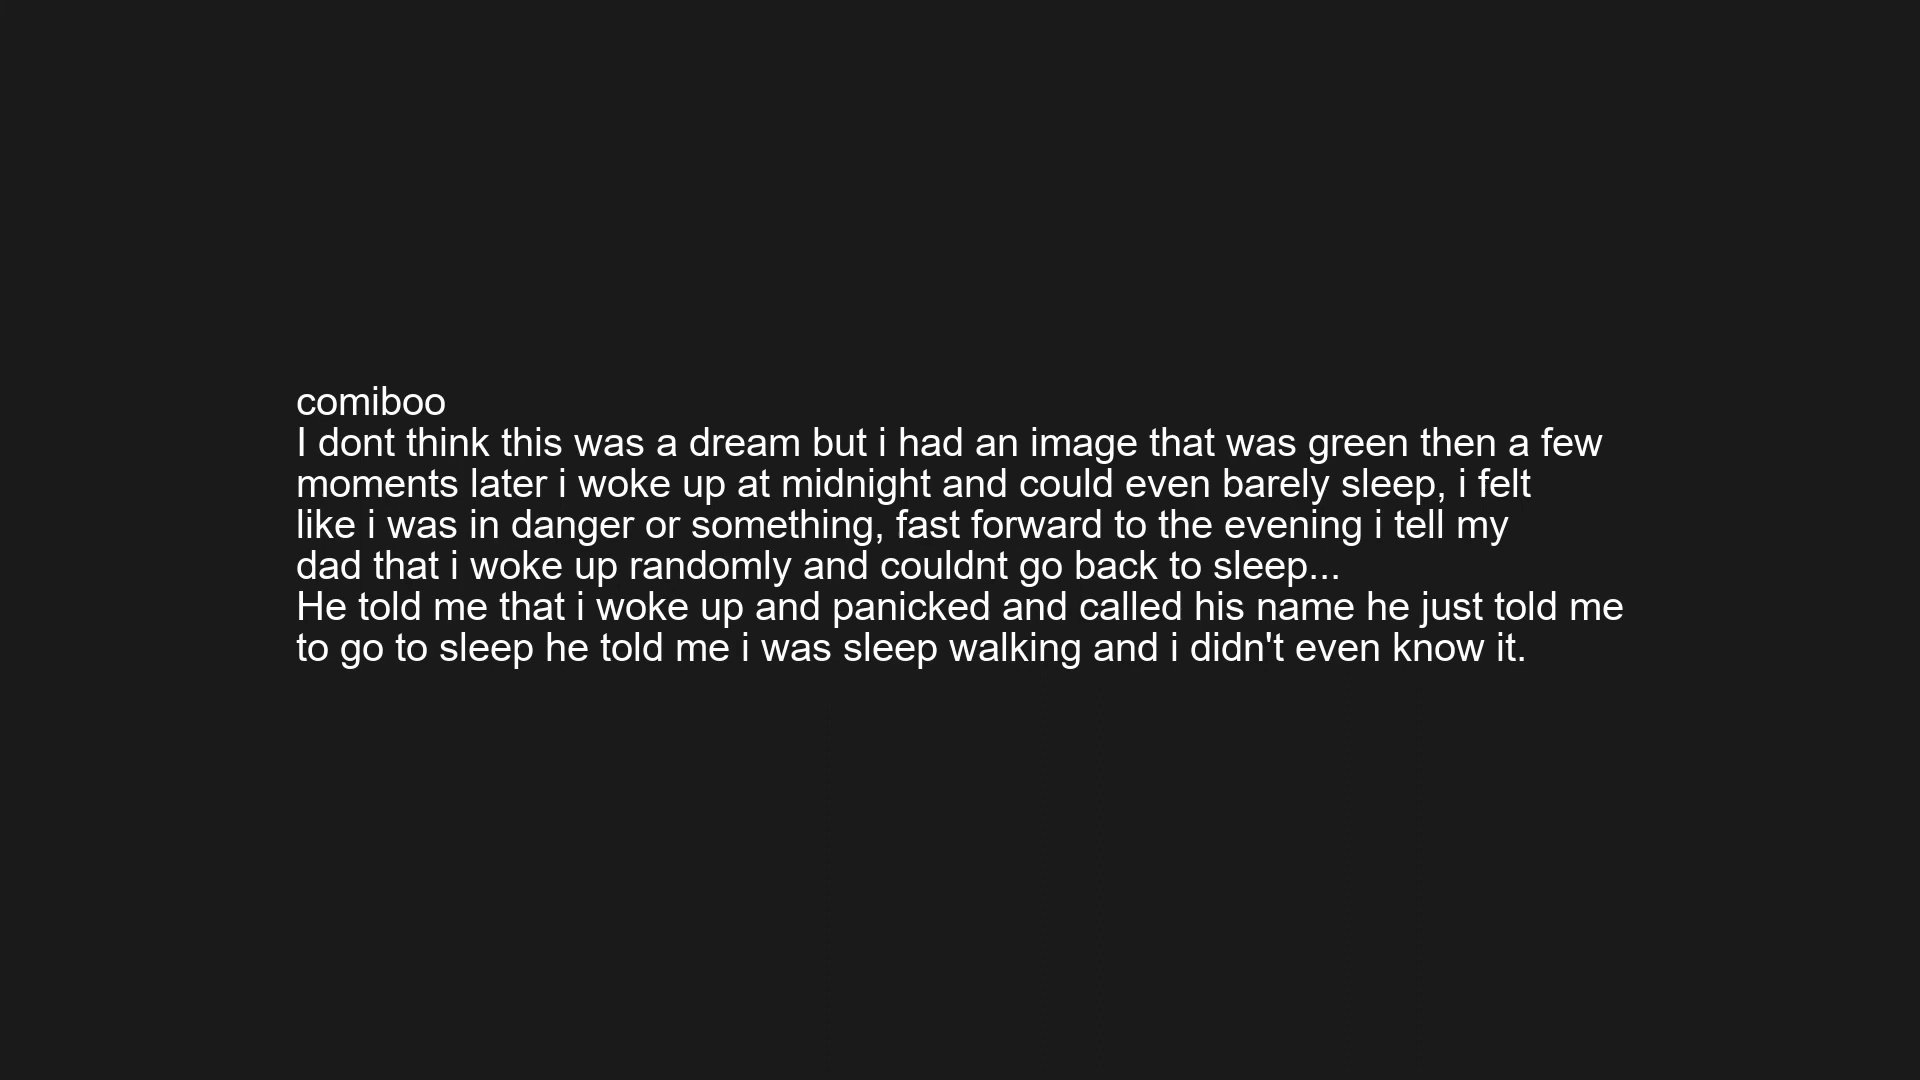 comiboo
I dont think this was a dream but i had an image that was green then a few
moments later i woke up at midnight and could even barely sleep, i felt
like i was in danger or something, fast forward to the evening i tell my
dad that i woke up randomly and couldnt go back to sleep...
He told me that i woke up and panicked and called his name he just told me
to go to sleep he told me i was sleep walking and i didn't even know it.